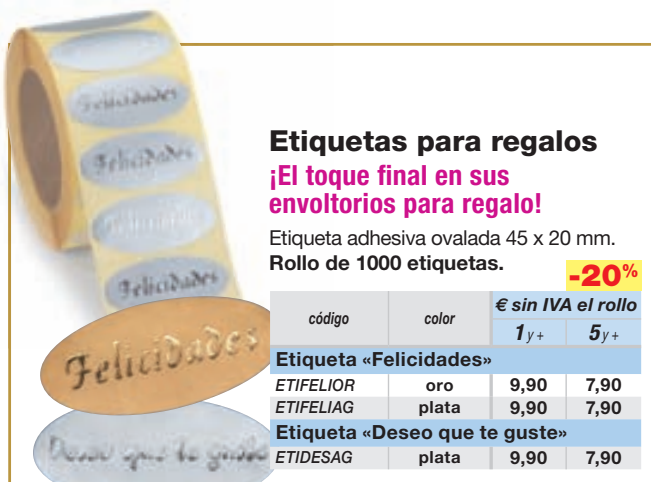 Felicidades
Felicidades
Felicidades
Felicidades
Felicidades
Deseo que te guste
Etiquetas para regalos
¡El toque final en sus
envoltorios para regalo!
Etiqueta adhesiva ovalada 45 x 20 mm.
Rollo de 1000 etiquetas.
-20%
código color € sin IVA el rollo
1 y + 5 y +
Etiqueta «Felicidades»
ETIFELIOR oro 9,90 7,90
ETIFELIAG plata 9,90 7,90
Etiqueta «Deseo que te guste»
ETIDESAG plata 9,90 7,90